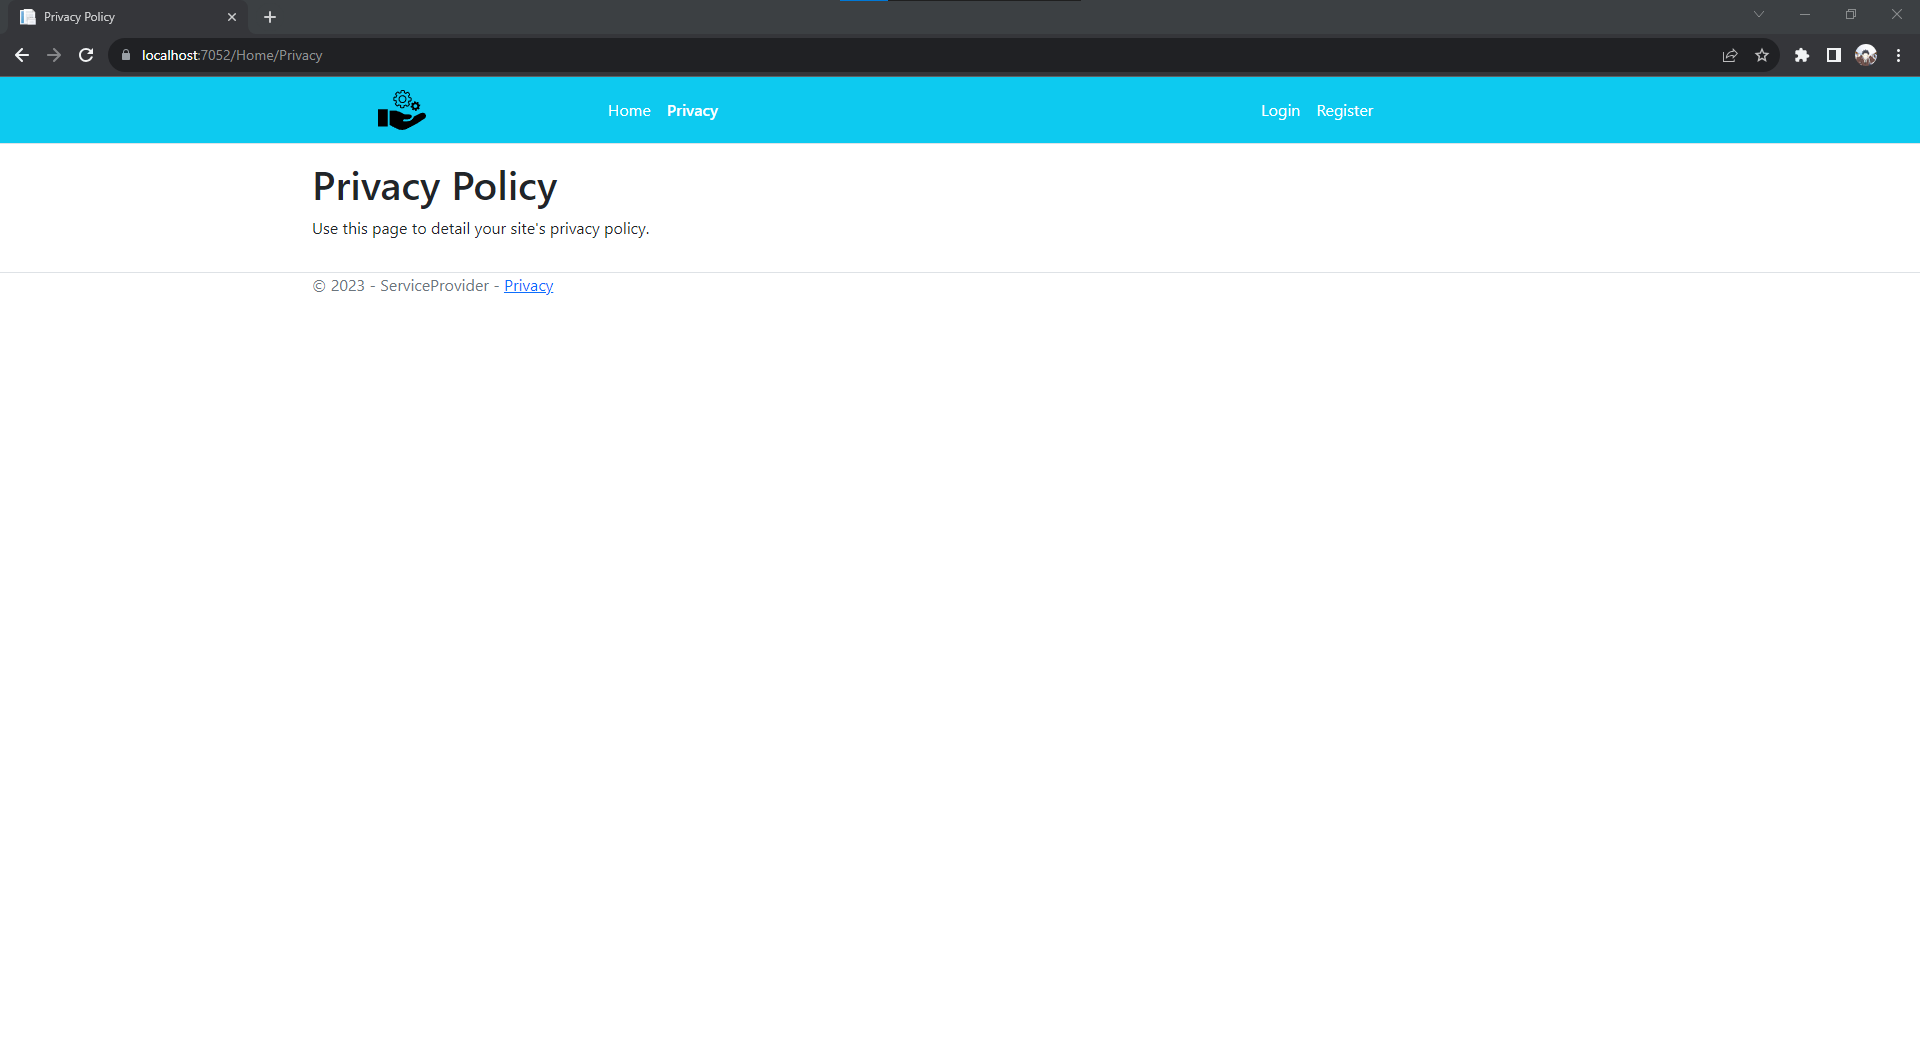 Privacy Policy
localhost:7052/Home/Privacy
Home Privacy Login Register
Privacy Policy
Use this page to detail your site's privacy policy.
© 2023 - ServiceProvider - Privacy